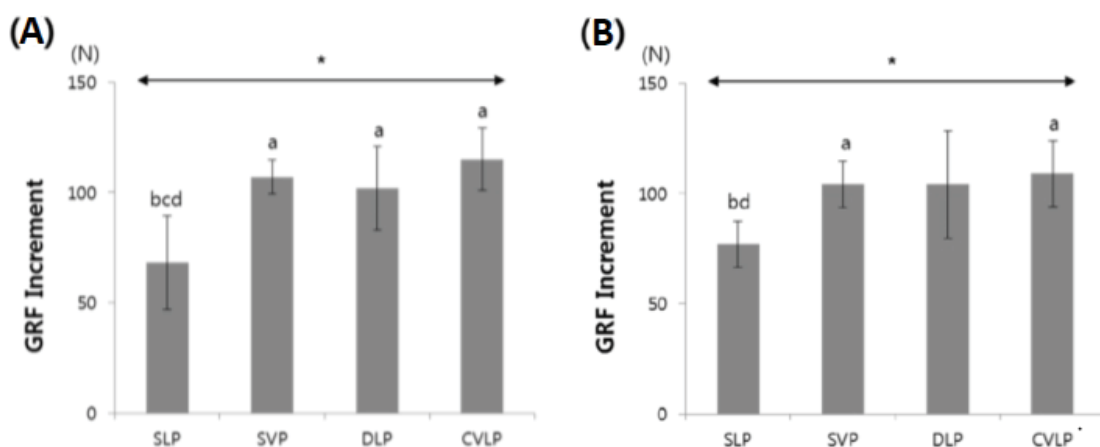 (A)
(N)
*
150
a
a
a
100
bcd
50
0
GRF Increment
SLP SVP DLP CVLP
(B)
(N)
*
150
a
a
bd
100
50
0
GRF Increment
SLP SVP DLP CVLP